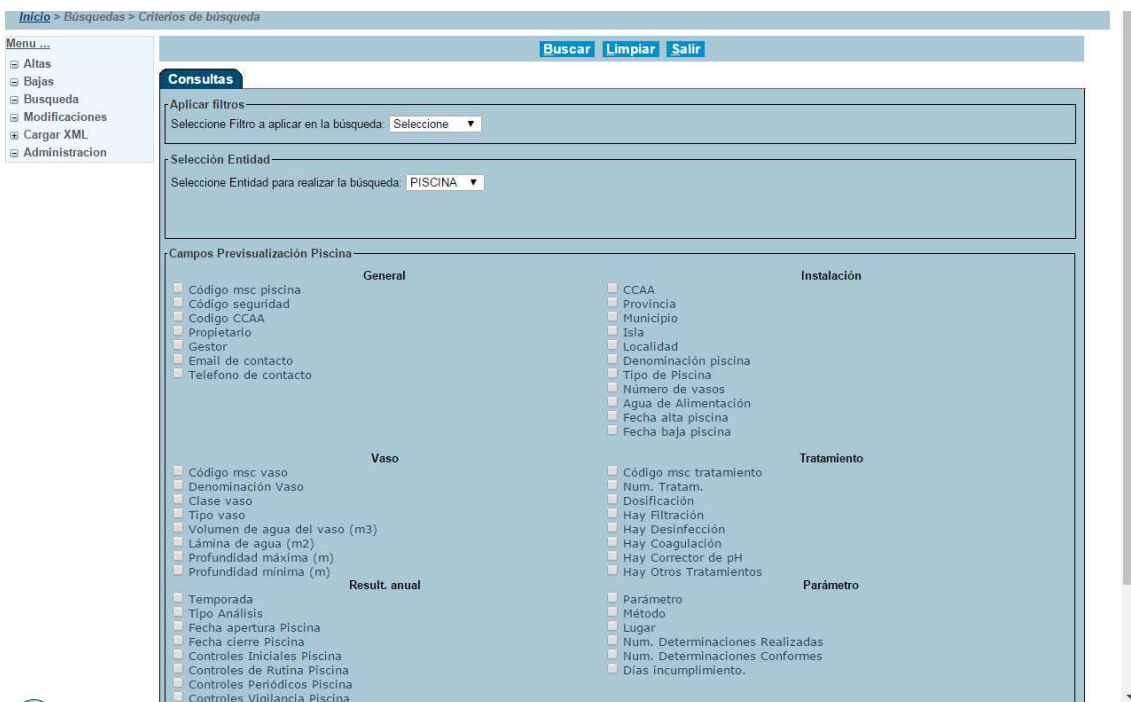 Inicio > Búsquedas > Criterios de búsqueda
Menu ...
Altas
Bajas
Busqueda
Modificaciones
Cargar XML
Administracion
Buscar Limpiar Salir
Consultas
Aplicar filtros
Seleccione Filtro a aplicar en la búsqueda: Seleccione
Selección Entidad
Seleccione Entidad para realizar la búsqueda: PISCINA
Campos Previsualización Piscina
General
Código msc piscina
Código seguridad
Codigo CCAA
Propietario
Gestor
Email de contacto
Telefono de contacto
Instalación
CCAA
Provincia
Municipio
Isla
Localidad
Denominación piscina
Tipo de Piscina
Número de vasos
Agua de Alimentación
Fecha alta piscina
Fecha baja piscina
Vaso
Código msc vaso
Denominación Vaso
Clase vaso
Tipo vaso
Volumen de agua del vaso (m3)
Lámina de agua (m2)
Profundidad máxima (m)
Profundidad mínima (m)
Tratamiento
Código msc tratamiento
Num. Tratam.
Dosificación
Hay Filtración
Hay Desinfección
Hay Coagulación
Hay Corrector de pH
Hay Otros Tratamientos
Result. anual
Temporada
Tipo Análisis
Fecha apertura Piscina
Fecha cierre Piscina
Controles Iniciales Piscina
Controles de Rutina Piscina
Controles Periódicos Piscina
Controles Vigilancia Piscina
Parámetro
Parámetro
Método
Lugar
Num. Determinaciones Realizadas
Num. Determinaciones Conformes
Días incumplimiento.